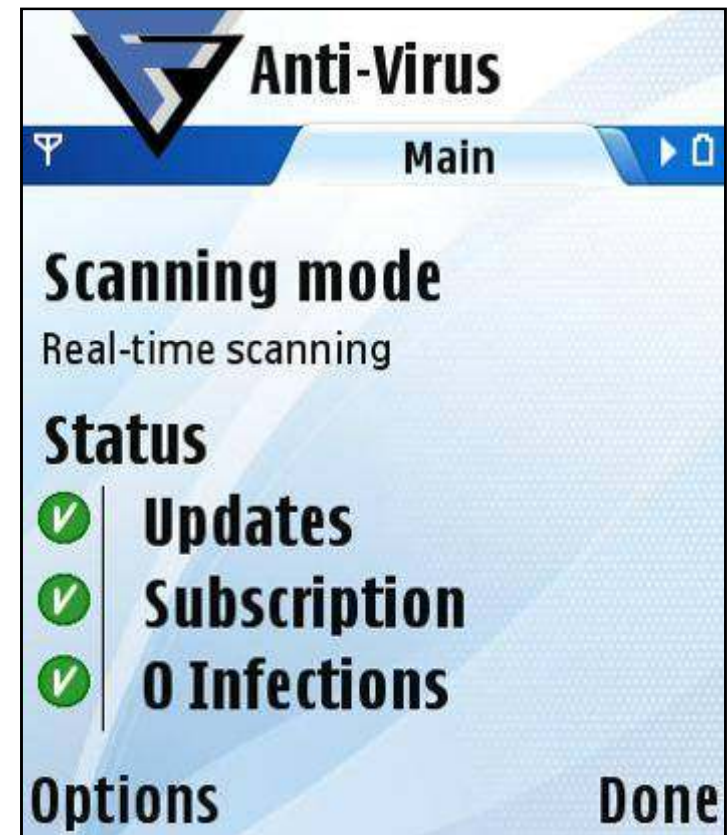 Anti-Virus
Main
Scanning mode
Real-time scanning
Status
Updates
Subscription
0 Infections
Options
Done